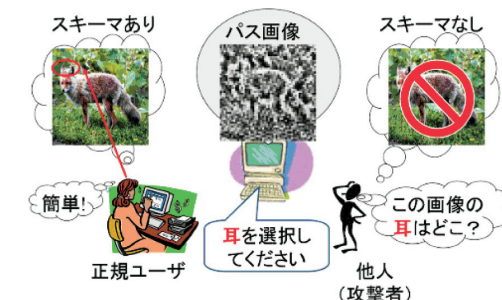 スキーマあり
パス画像
スキーマなし
簡単!
耳を選択し
てください
この画像の
耳はどこ?
正規ユーザ
他人
(攻撃者)